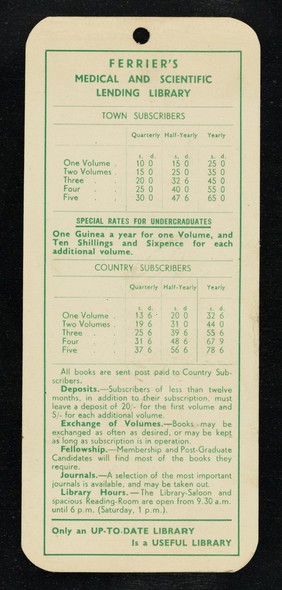 FERRIER'S
MEDICAL AND SCIENTIFIC
LENDING LIBRARY
TOWN SUBSCRIBERS
Quarterly Half-Yearly Yearly
s. d. s. d. s. d.
One Volume . 10 0 15 0 25 0
Two Volumes . 15 0 25 0 35 0
Three . . 20 0 32 6 45 0
Four . . 25 0 40 0 55 0
Five . . 30 0 47 6 65 0
SPECIAL RATES FOR UNDERGRADUATES
One Guinea a year for one Volume, and
Ten Shillings and Sixpence for each
additional volume.
COUNTRY SUBSCRIBERS
Quarterly Half-Yearly Yearly
s. d. s. d. s. d.
One Volume . 13 6 20 0 32 6
Two Volumes . 19 6 31 0 44 0
Three . . 25 6 39 6 55 6
Four . . 31 6 48 6 67 9
Five . . 37 6 56 6 78 6
All books are sent post paid to Country Sub-
scribers.
Deposits.—Subscribers of less than twelve
months, in addition to their subscription, must
leave a deposit of 20/- for the first volume and
5/- for each additional volume.
Exchange of Volumes.—Books may be
exchanged as often as desired, or may be kept
as long as subscription is in operation.
Fellowship.—Membership and Post-Graduate
Candidates will find most of the books they
require.
Journals.—A selection of the most important
journals is available, and may be taken out.
Library Hours.—The Library-Saloon and
spacious Reading-Room are open from 9.30 a.m.
until 6 p.m. (Saturday, 1 p.m.).
Only an UP-TO-DATE LIBRARY
Is a USEFUL LIBRARY